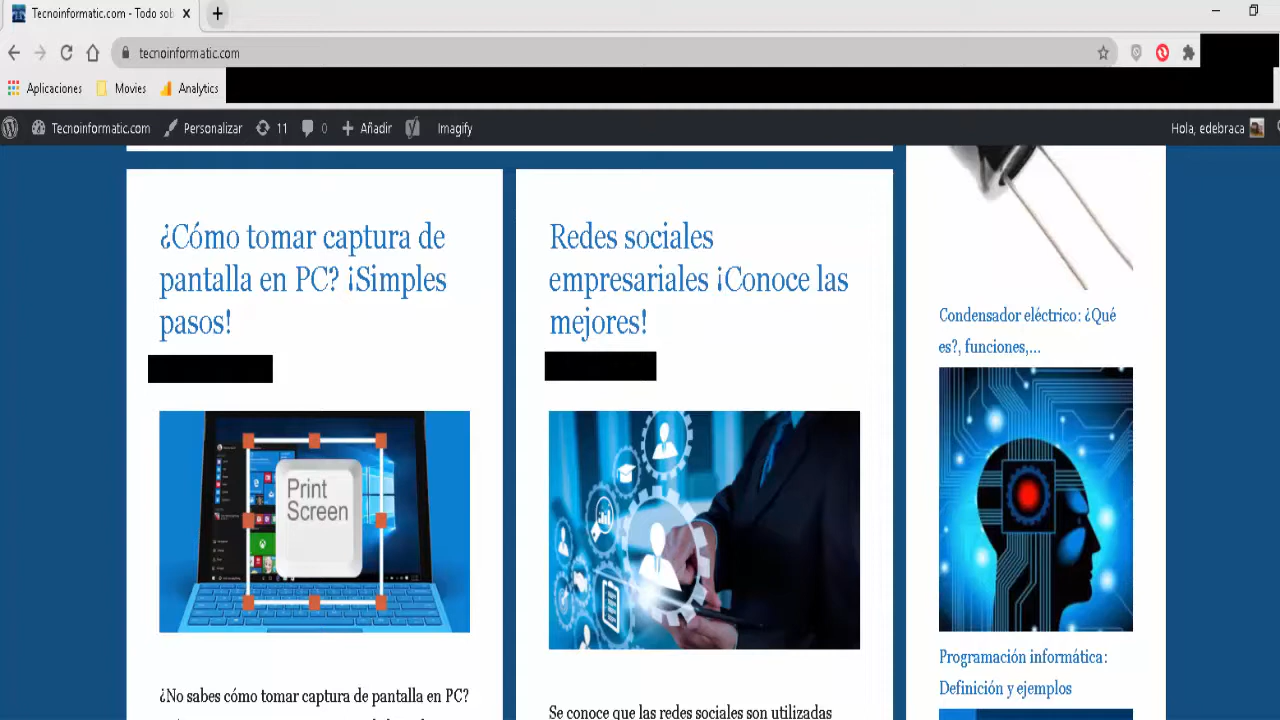 Tecnoinformatic.com - Todo sob
tecnoinformatic.com
Aplicaciones Movies Analytics
Tecnoinformatic.com Personalizar 11 0 Añadir Imagify Hola, edebraca
¿Cómo tomar captura de
pantalla en PC? ¡Simples
pasos!
Print
Screen
¿No sabes cómo tomar captura de pantalla en PC?
Redes sociales
empresariales ¡Conoce las
mejores!
Se conoce que las redes sociales son utilizadas
Condensador eléctrico: ¿Qué
es?, funciones,...
Programación informática:
Definición y ejemplos